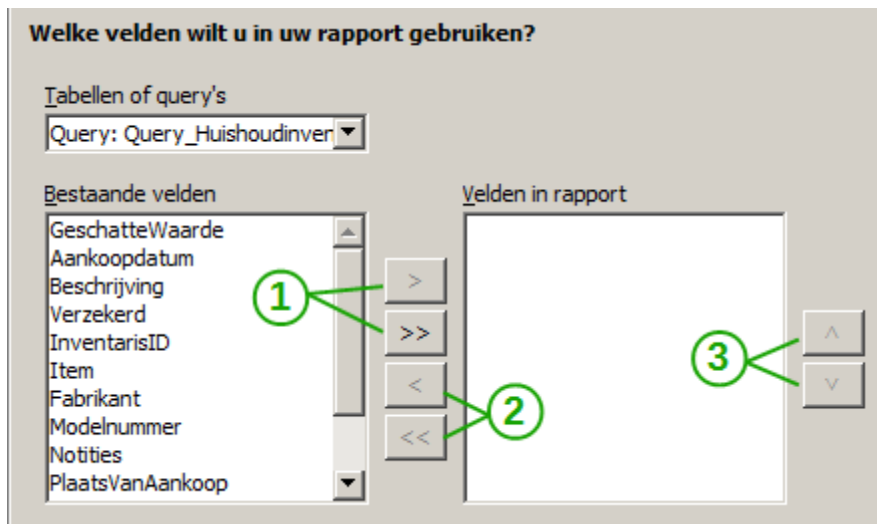 Welke velden wilt u in uw rapport gebruiken?
Tabellen of query's
Query: Query_Huishoudinven
Bestaande velden
Velden in rapport
GeschatteWaarde
Aankoopdatum
Beschrijving
Verzekerd
InventarisID
Item
Fabrikant
Modelnummer
Notities
PlaatsVanAankoop
1
>
>>
2
<
<<
3
^
v